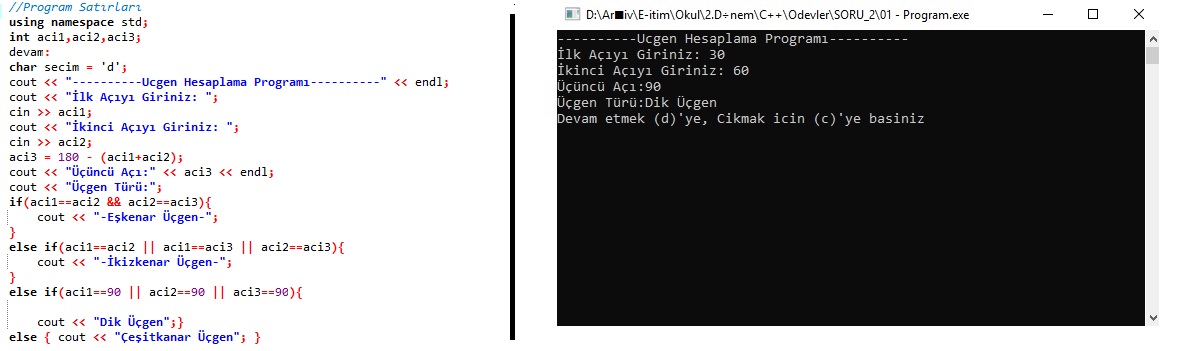 //Program Satırları
using namespace std;
int aci1,aci2,aci3;
devam:
char secim = 'd';
cout << "----------Ucgen Hesaplama Programı----------" << endl;
cout << "İlk Açıyı Giriniz: ";
cin >> aci1;
cout << "İkinci Açıyı Giriniz: ";
cin >> aci2;
aci3 = 180 - (aci1+aci2);
cout << "Üçüncü Açı:" << aci3 << endl;
cout << "Üçgen Türü:";
if(aci1==aci2 && aci2==aci3){
cout << "-Eşkenar Üçgen-";
}
else if(aci1==aci2 || aci1==aci3 || aci2==aci3){
cout << "-İkizkenar Üçgen-";
}
else if(aci1==90 || aci2==90 || aci3==90){
cout << "Dik Üçgen";}
else { cout << "Çeşitkanar Üçgen"; }
D:\Ar■iv\E-itim\Okul\2.D÷nem\C++\Odevler\SORU_2\01 - Program.exe
----------Ucgen Hesaplama Programı----------
İlk Açıyı Giriniz: 30
İkinci Açıyı Giriniz: 60
Üçüncü Açı:90
Üçgen Türü:Dik Üçgen
Devam etmek (d)'ye, Cikmak icin (c)'ye basiniz